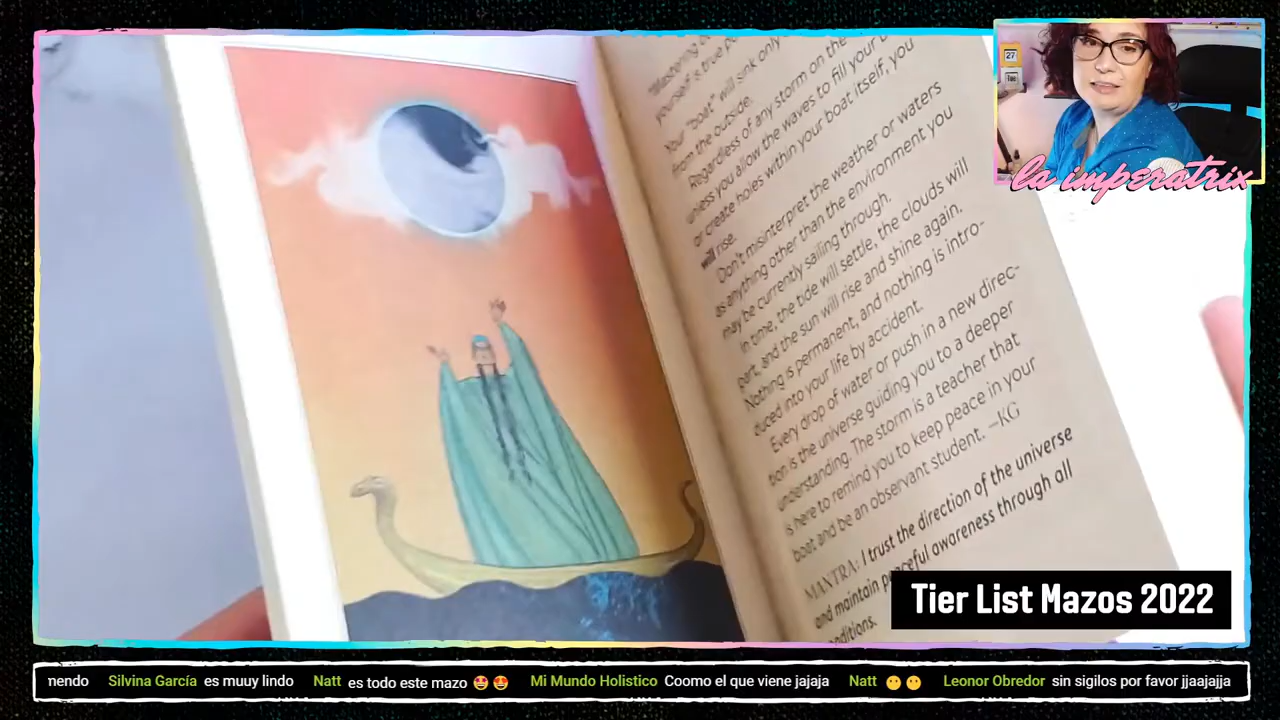 yourself is true
Your "boat" will sink only
from the outside.
Regardless of any storm on the
unless you allow the waves to fill your
or create holes within your boat itself, you
will rise.
Don't misinterpret the weather or waters
as anything other than the environment you
may be currently sailing through.
In time, the tide will settle, the clouds will
part, and the sun will rise and shine again.
Nothing is permanent, and nothing is intro-
duced into your life by accident.
Every drop of water or push in a new direc-
tion is the universe guiding you to a deeper
understanding. The storm is a teacher that
is here to remind you to keep peace in your
boat and be an observant student. —KG
MANTRA: I trust the direction of the universe
and maintain peaceful awareness through all
conditions.
27
la imperatrix
Tier List Mazos 2022
mendo Silvina García es muuy lindo Natt es todo este mazo 🤩🤩 Mi Mundo Holistico Coomo el que viene jajaja Natt 😶😶 Leonor Obredor sin sigilos por favor jjaajajja